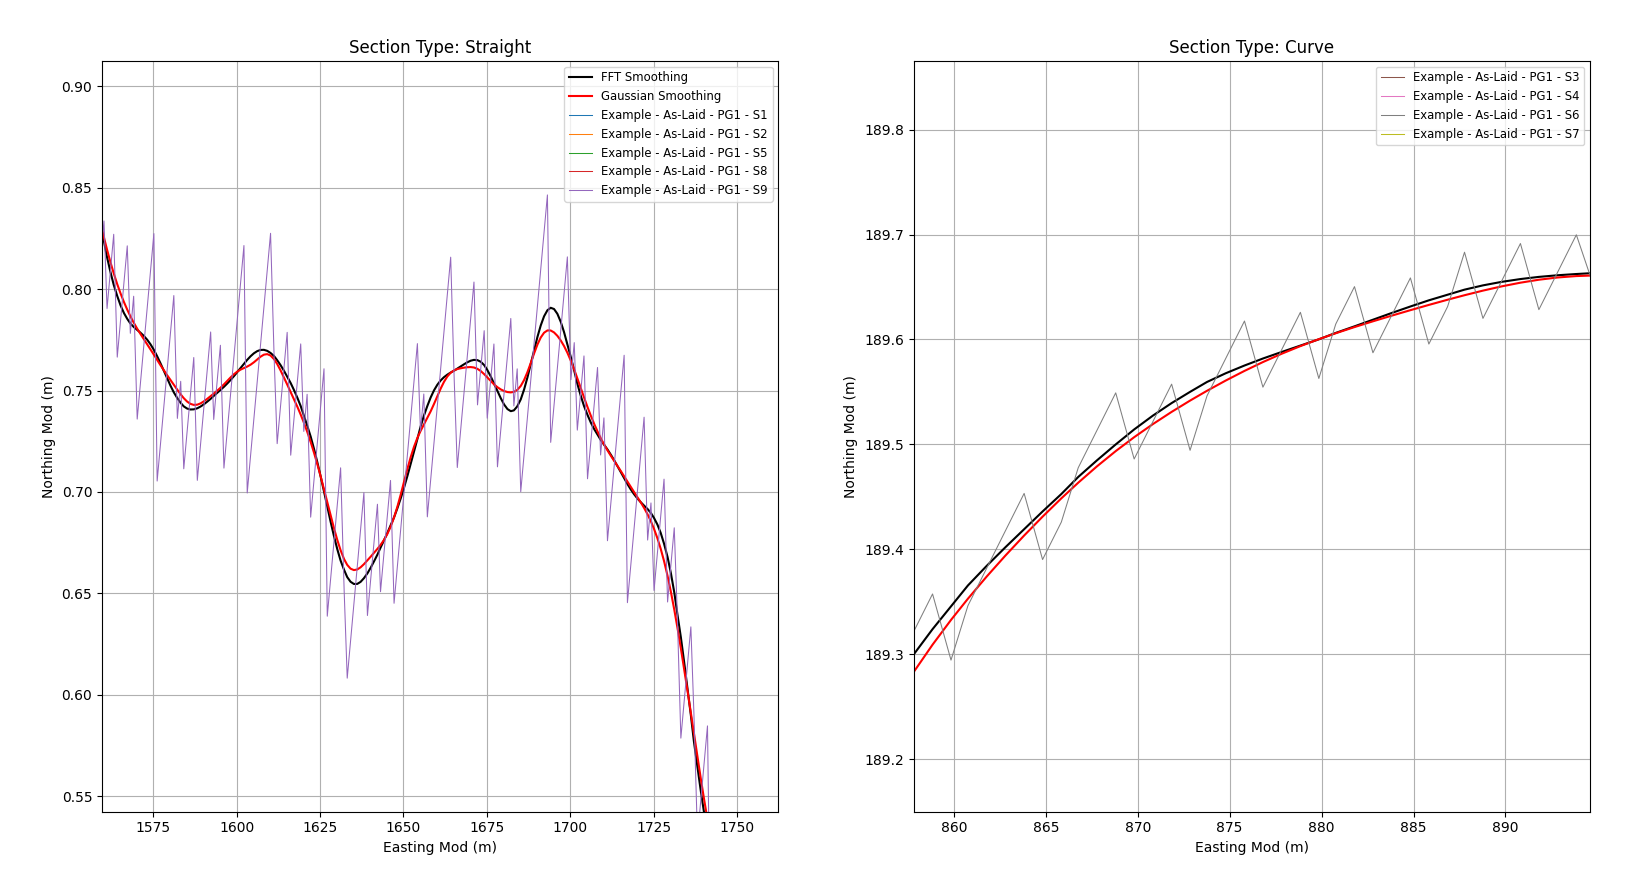 Section Type: Straight
0.90
0.85
0.80
0.75
0.70
0.65
0.60
0.55
Northing Mod (m)
FFT Smoothing
Gaussian Smoothing
Example - As-Laid - PG1 - S1
Example - As-Laid - PG1 - S2
Example - As-Laid - PG1 - S5
Example - As-Laid - PG1 - S8
Example - As-Laid - PG1 - S9
1575 1600 1625 1650 1675 1700 1725 1750
Easting Mod (m)
Section Type: Curve
189.8
189.7
189.6
189.5
189.4
189.3
189.2
Northing Mod (m)
Example - As-Laid - PG1 - S3
Example - As-Laid - PG1 - S4
Example - As-Laid - PG1 - S6
Example - As-Laid - PG1 - S7
860 865 870 875 880 885 890
Easting Mod (m)